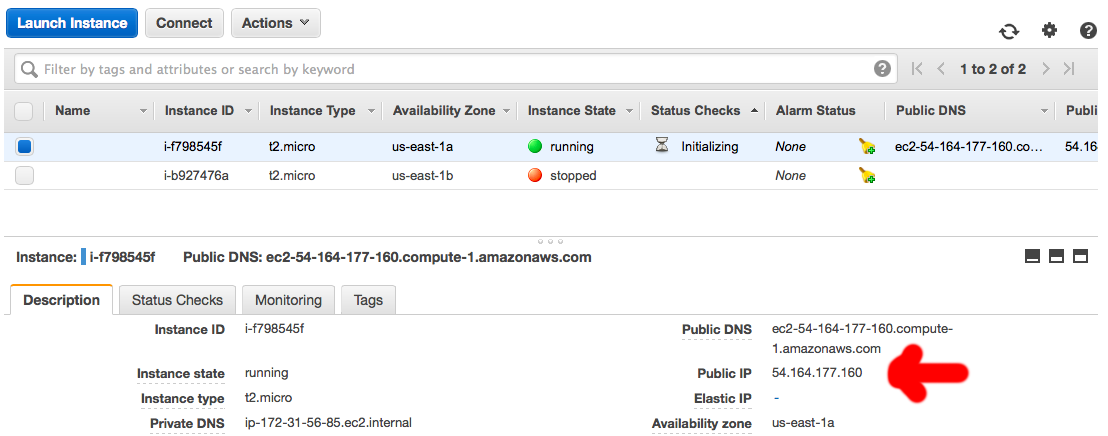 Launch Instance Connect Actions
Filter by tags and attributes or search by keyword 1 to 2 of 2
Name Instance ID Instance Type Availability Zone Instance State Status Checks Alarm Status Public DNS Publi
i-f798545f t2.micro us-east-1a running Initializing None ec2-54-164-177-160.co... 54.16
i-b927476a t2.micro us-east-1b stopped None
Instance: i-f798545f Public DNS: ec2-54-164-177-160.compute-1.amazonaws.com
Description Status Checks Monitoring Tags
Instance ID i-f798545f Public DNS ec2-54-164-177-160.compute-
1.amazonaws.com
Instance state running Public IP 54.164.177.160
Instance type t2.micro Elastic IP -
Private DNS ip-172-31-56-85.ec2.internal Availability zone us-east-1a